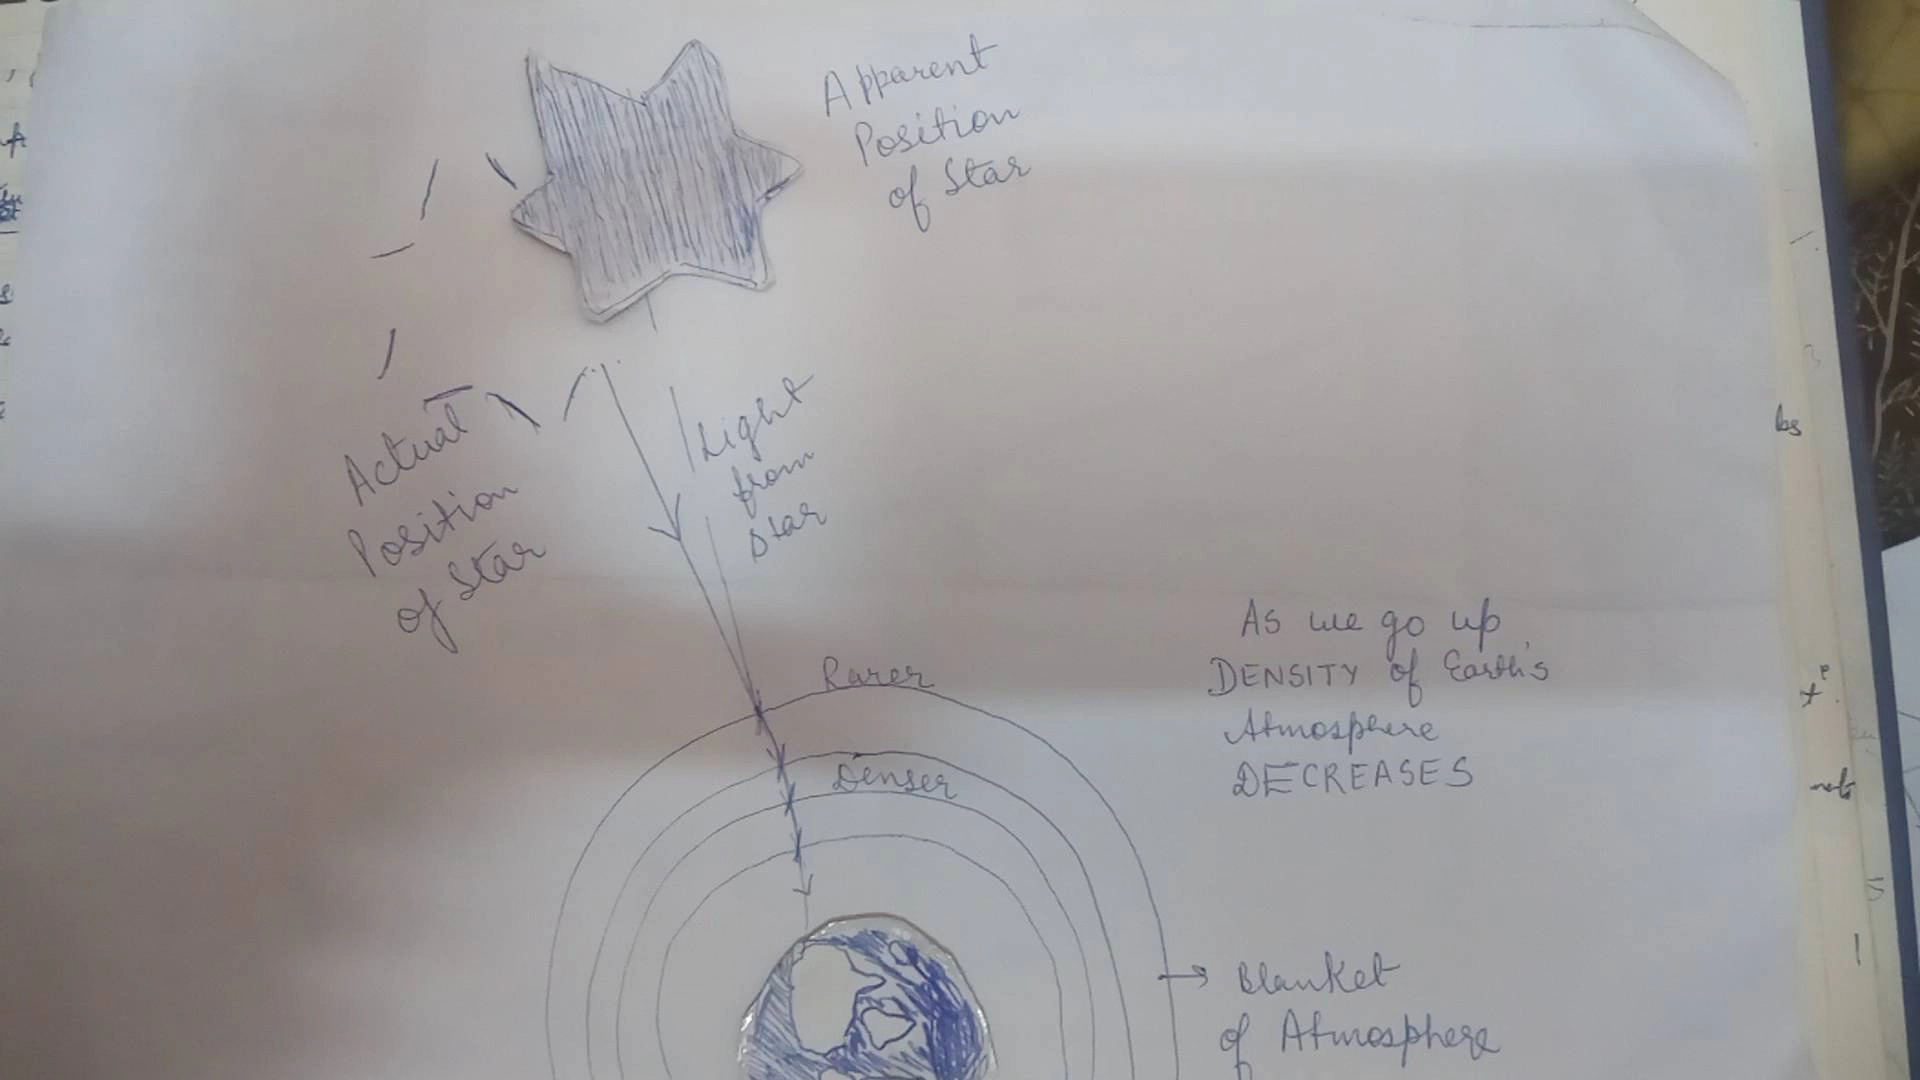 Apparent
Position
of Star
Actual
Position
of Star
Light
from
Star
Rarer
Denser
As we go up
DENSITY of Earth's
Atmosphere
DECREASES
Blanket
of Atmosphere